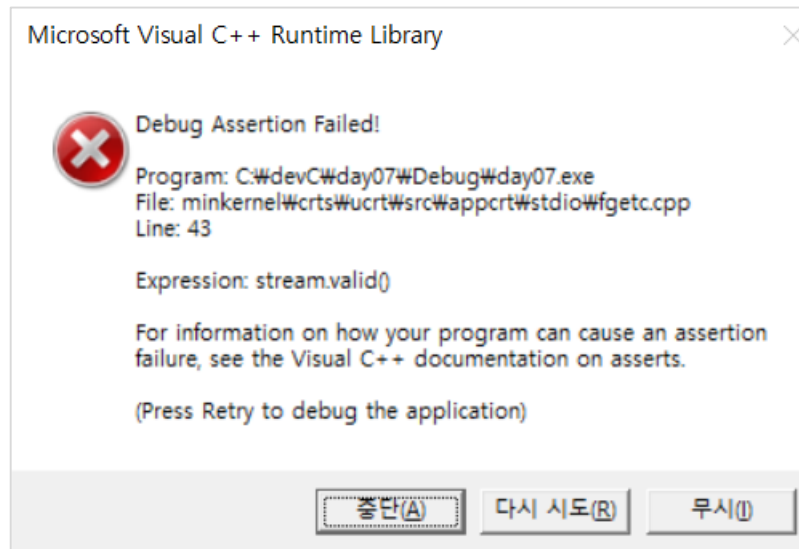 Microsoft Visual C++ Runtime Library
Debug Assertion Failed!
Program: C:₩devC₩day07₩Debug₩day07.exe
File: minkernel₩crts₩ucrt₩src₩appcrt₩stdio₩fgetc.cpp
Line: 43
Expression: stream.valid()
For information on how your program can cause an assertion
failure, see the Visual C++ documentation on asserts.
(Press Retry to debug the application)
중단(A) 다시 시도(R) 무시(I)